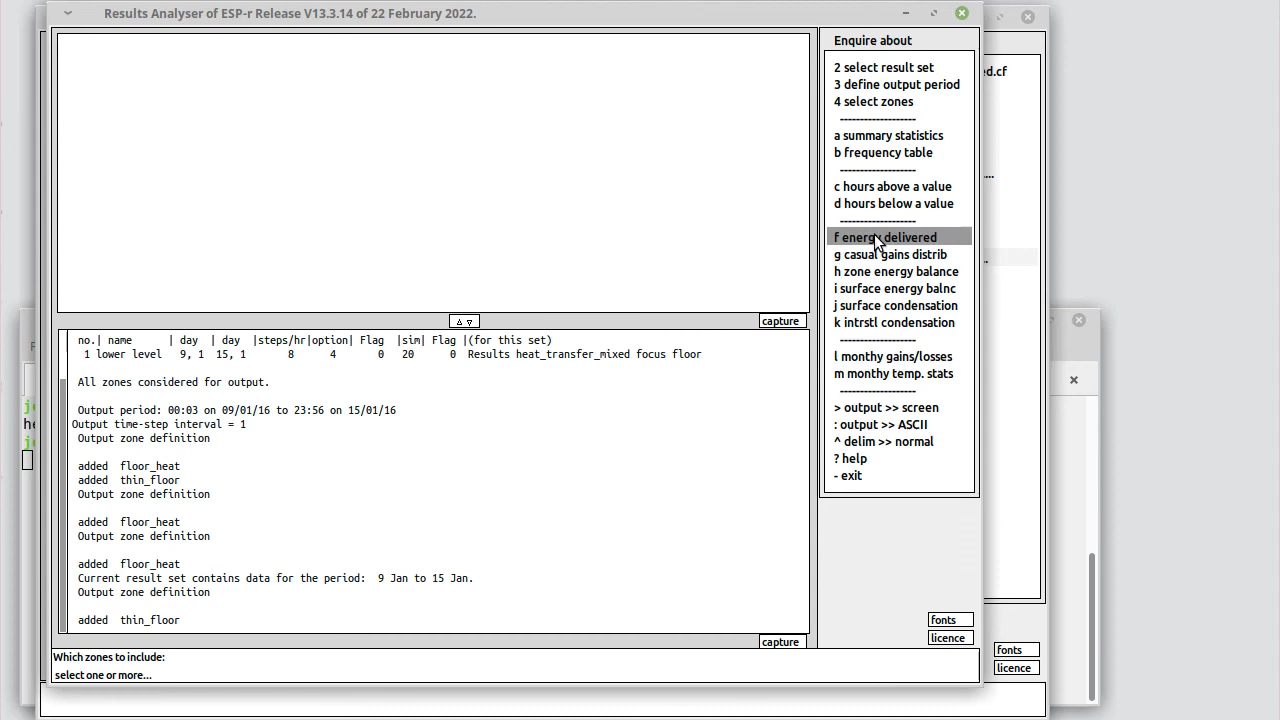 Results Analyser of ESP-r Release V13.3.14 of 22 February 2022.
Enquire about
2 select result set
3 define output period
4 select zones
-------------------
a summary statistics
b frequency table
-------------------
c hours above a value
d hours below a value
-------------------
f energy delivered
g casual gains distrib
h zone energy balance
i surface energy balnc
j surface condensation
k intrstl condensation
-------------------
l monthy gains/losses
m monthy temp. stats
-------------------
> output >> screen
: output >> ASCII
^ delim >> normal
? help
- exit
capture
no.| name | day | day |steps/hr|option| Flag |sim| Flag |(for this set)
1 lower level 9, 1 15, 1 8 4 0 20 0 Results heat_transfer_mixed focus floor
All zones considered for output.
Output period: 00:03 on 09/01/16 to 23:56 on 15/01/16
Output time-step interval = 1
Output zone definition
added floor_heat
added thin_floor
Output zone definition
added floor_heat
Output zone definition
added floor_heat
Current result set contains data for the period: 9 Jan to 15 Jan.
Output zone definition
added thin_floor
capture
fonts
licence
Which zones to include:
select one or more...
ed.cf
fonts
licence